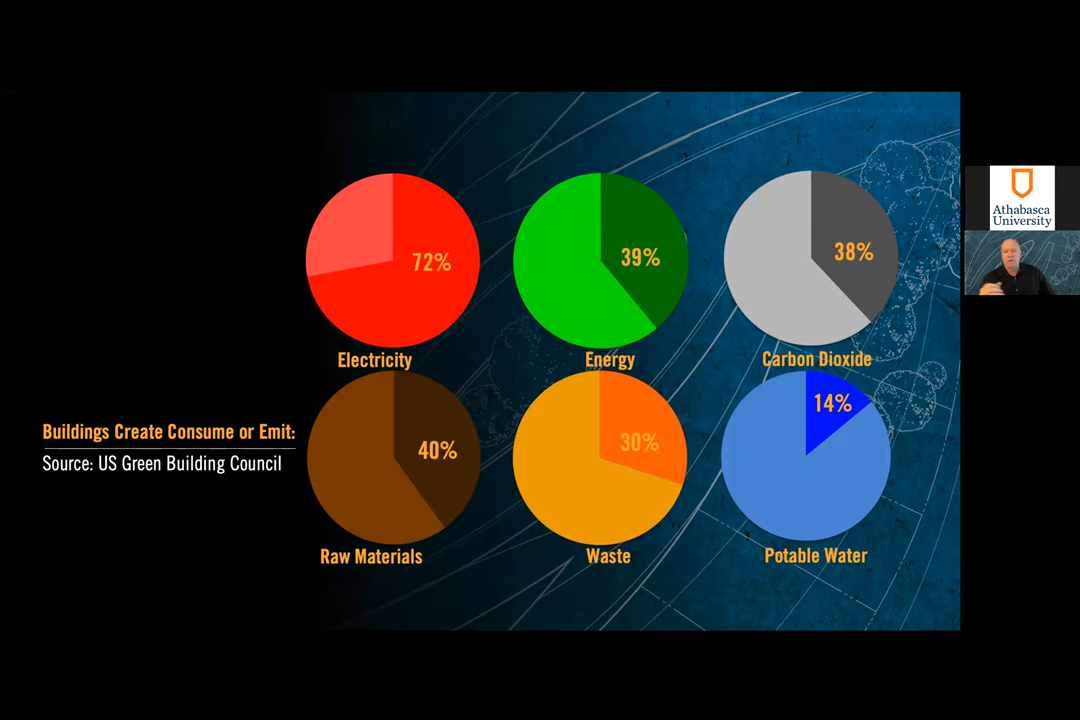 72%
39%
38%
Electricity
Energy
Carbon Dioxide
Buildings Create Consume or Emit:
Source: US Green Building Council
40%
30%
14%
Raw Materials
Waste
Potable Water
Athabasca
University